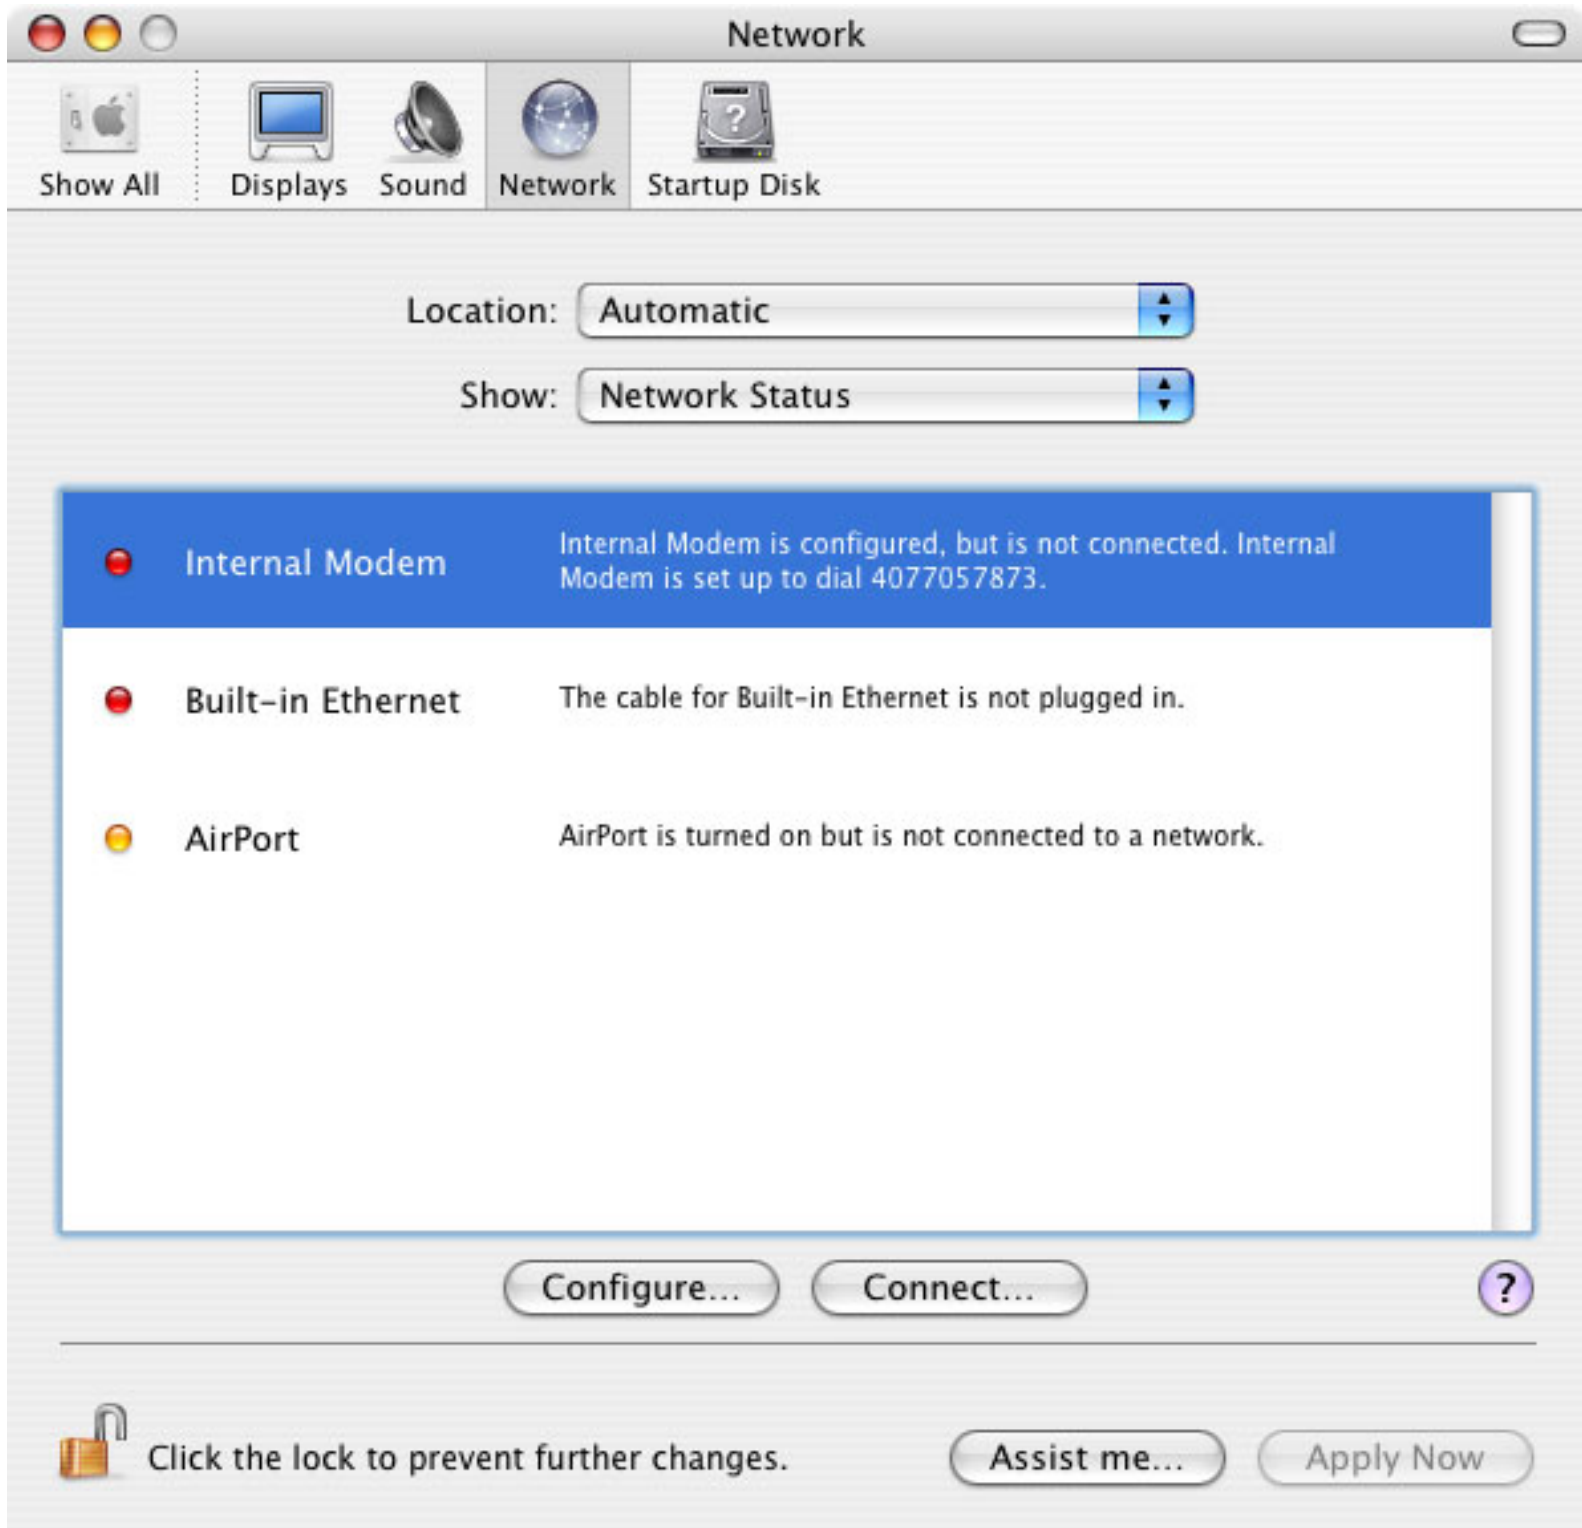 Network
Show All
Displays
Sound
Network
Startup Disk
Location: Automatic
Show: Network Status
Internal Modem
Internal Modem is configured, but is not connected. Internal
Modem is set up to dial 4077057873.
Built-in Ethernet
The cable for Built-in Ethernet is not plugged in.
AirPort
AirPort is turned on but is not connected to a network.
Configure...
Connect...
?
Click the lock to prevent further changes.
Assist me...
Apply Now